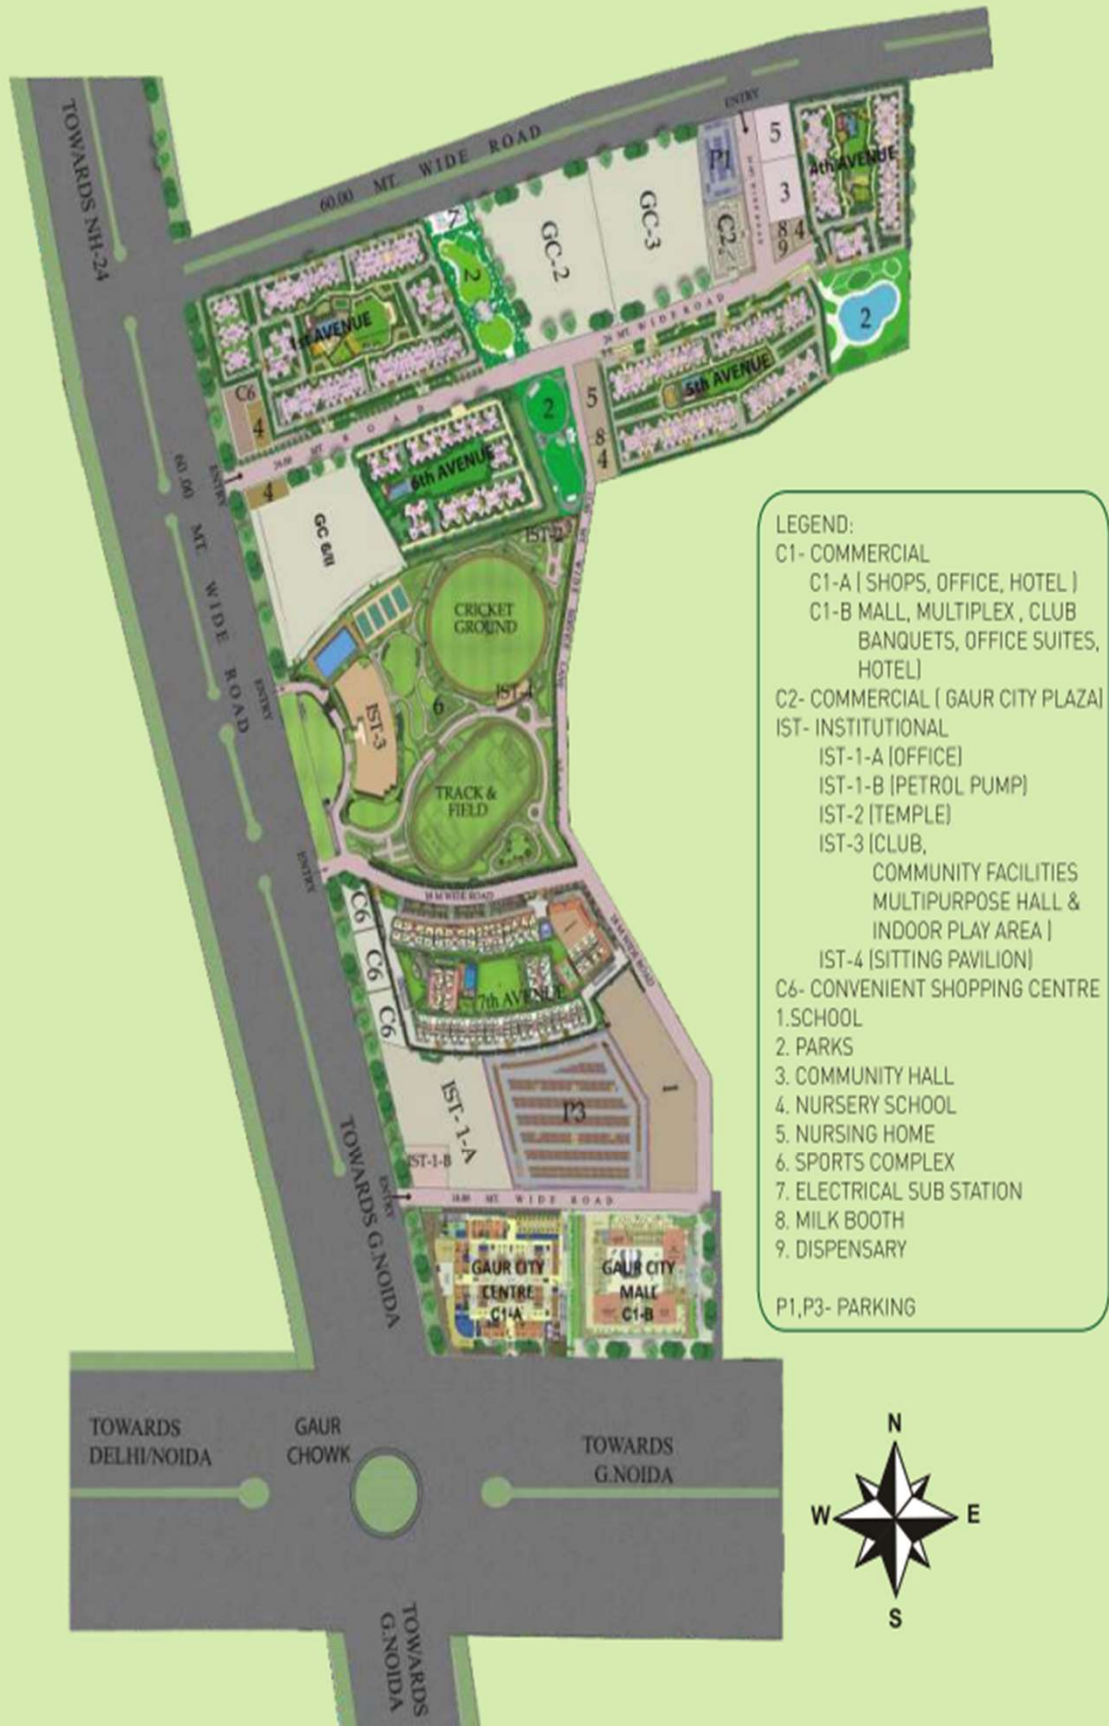 TOWARDS NH-24
60.00 MT. WIDE ROAD
ENTRY
P1
5
4th AVENUE
3
C2
8 4
9
GC-3
GC-2
7
2
2
1st AVENUE
C6
4
5th AVENUE
5
8
4
2
6th AVENUE
ENTRY
4
GC 6/II
60.00 MT. WIDE ROAD
IST-2
CRICKET
GROUND
ENTRY
IST-4
6
IST-3
TRACK &
FIELD
ENTRY
18 M WIDE ROAD
18 M WIDE ROAD
C6
C6
C6
7th AVENUE
1
IST-1-A
P3
IST-1-B
ENTRY
18.00 MT. WIDE ROAD
TOWARDS G.NOIDA
GAUR CITY
CENTRE
C1-A
GAUR CITY
MALL
C1-B
TOWARDS
DELHI/NOIDA
GAUR
CHOWK
TOWARDS
G.NOIDA
TOWARDS
G.NOIDA
LEGEND:
C1- COMMERCIAL
C1-A ( SHOPS, OFFICE, HOTEL )
C1-B MALL, MULTIPLEX , CLUB
BANQUETS, OFFICE SUITES,
HOTEL)
C2- COMMERCIAL ( GAUR CITY PLAZA)
IST- INSTITUTIONAL
IST-1-A (OFFICE)
IST-1-B (PETROL PUMP)
IST-2 (TEMPLE)
IST-3 (CLUB,
COMMUNITY FACILITIES
MULTIPURPOSE HALL &
INDOOR PLAY AREA )
IST-4 (SITTING PAVILION)
C6- CONVENIENT SHOPPING CENTRE
1.SCHOOL
2. PARKS
3. COMMUNITY HALL
4. NURSERY SCHOOL
5. NURSING HOME
6. SPORTS COMPLEX
7. ELECTRICAL SUB STATION
8. MILK BOOTH
9. DISPENSARY
P1,P3- PARKING
N
W E
S